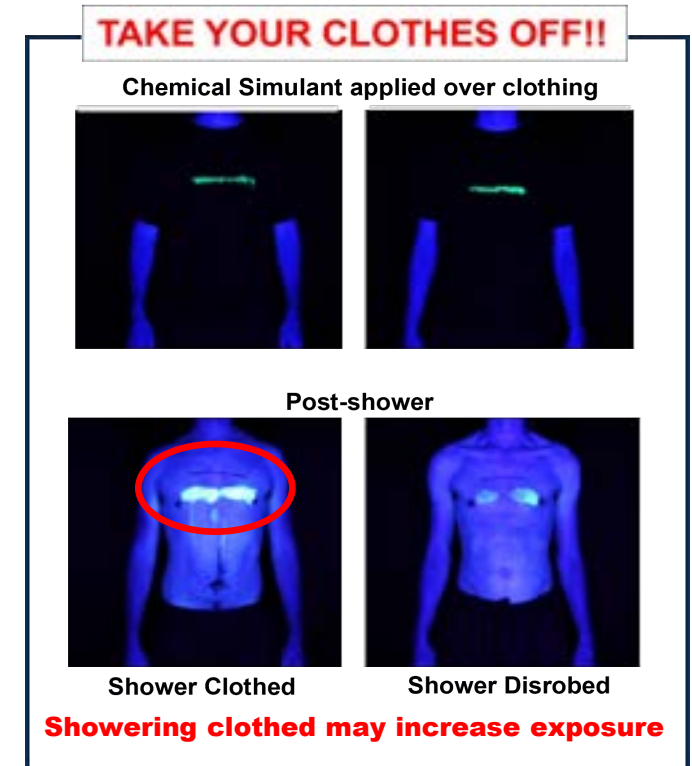 TAKE YOUR CLOTHES OFF!!
Chemical Simulant applied over clothing
Post-shower
Shower Clothed
Shower Disrobed
Showering clothed may increase exposure